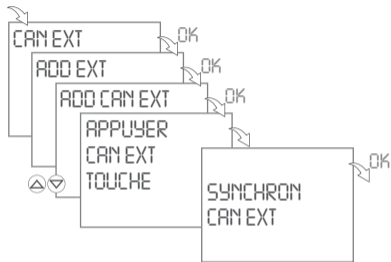 CAN EXT
OK
ADD EXT
OK
ADD CAN EXT
OK
APPUYER
CAN EXT
TOUCHE
SYNCHRON
CAN EXT
OK